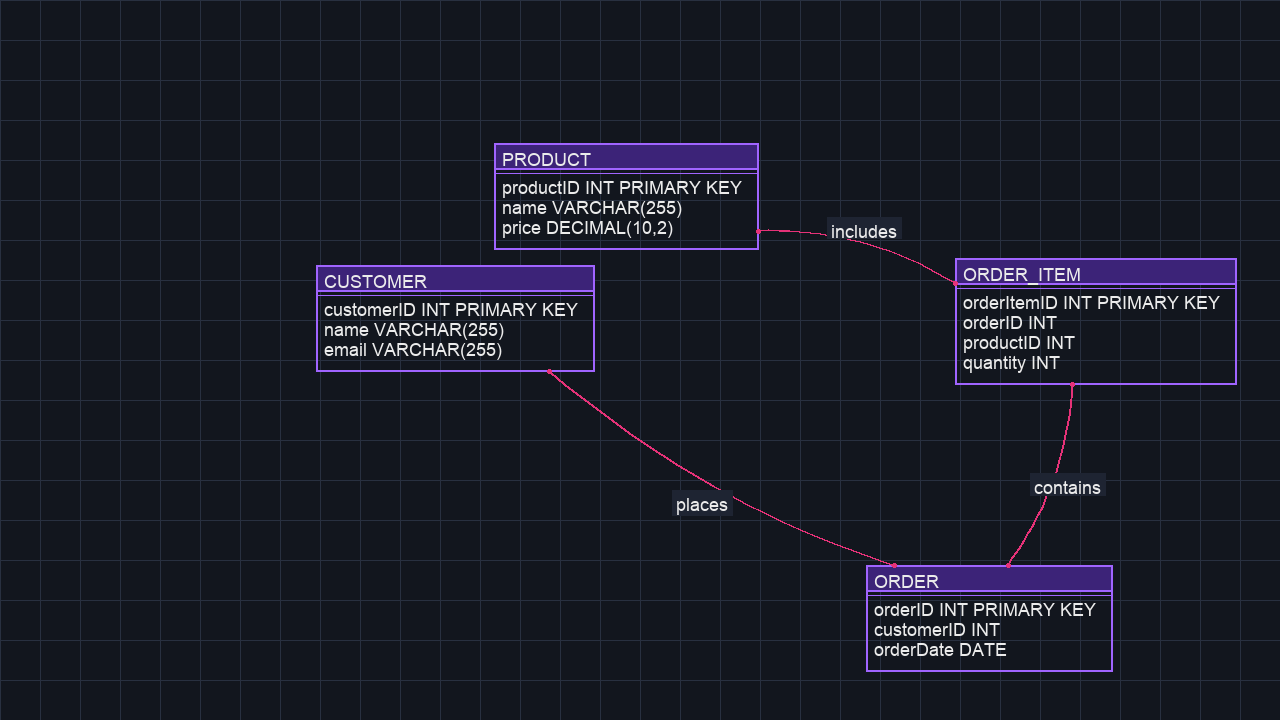 PRODUCT
productID INT PRIMARY KEY
name VARCHAR(255)
price DECIMAL(10,2)
includes
CUSTOMER
customerID INT PRIMARY KEY
name VARCHAR(255)
email VARCHAR(255)
ORDER_ITEM
orderItemID INT PRIMARY KEY
orderID INT
productID INT
quantity INT
places
contains
ORDER
orderID INT PRIMARY KEY
customerID INT
orderDate DATE